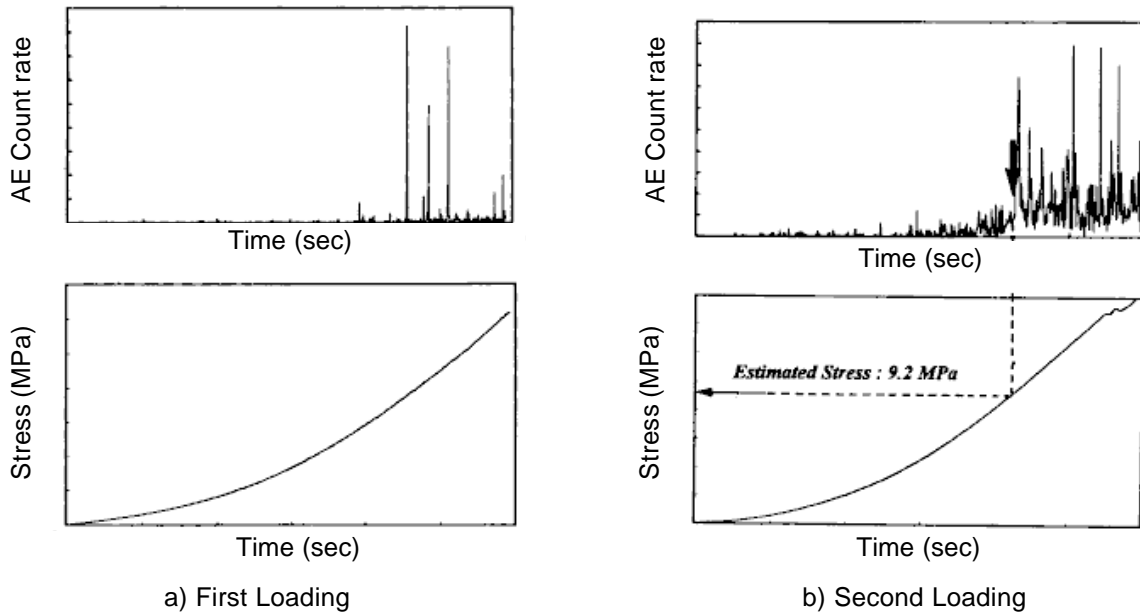 AE Count rate
Time (sec)
Stress (MPa)
Time (sec)
a) First Loading
AE Count rate
Time (sec)
Estimated Stress : 9.2 MPa
Stress (MPa)
Time (sec)
b) Second Loading